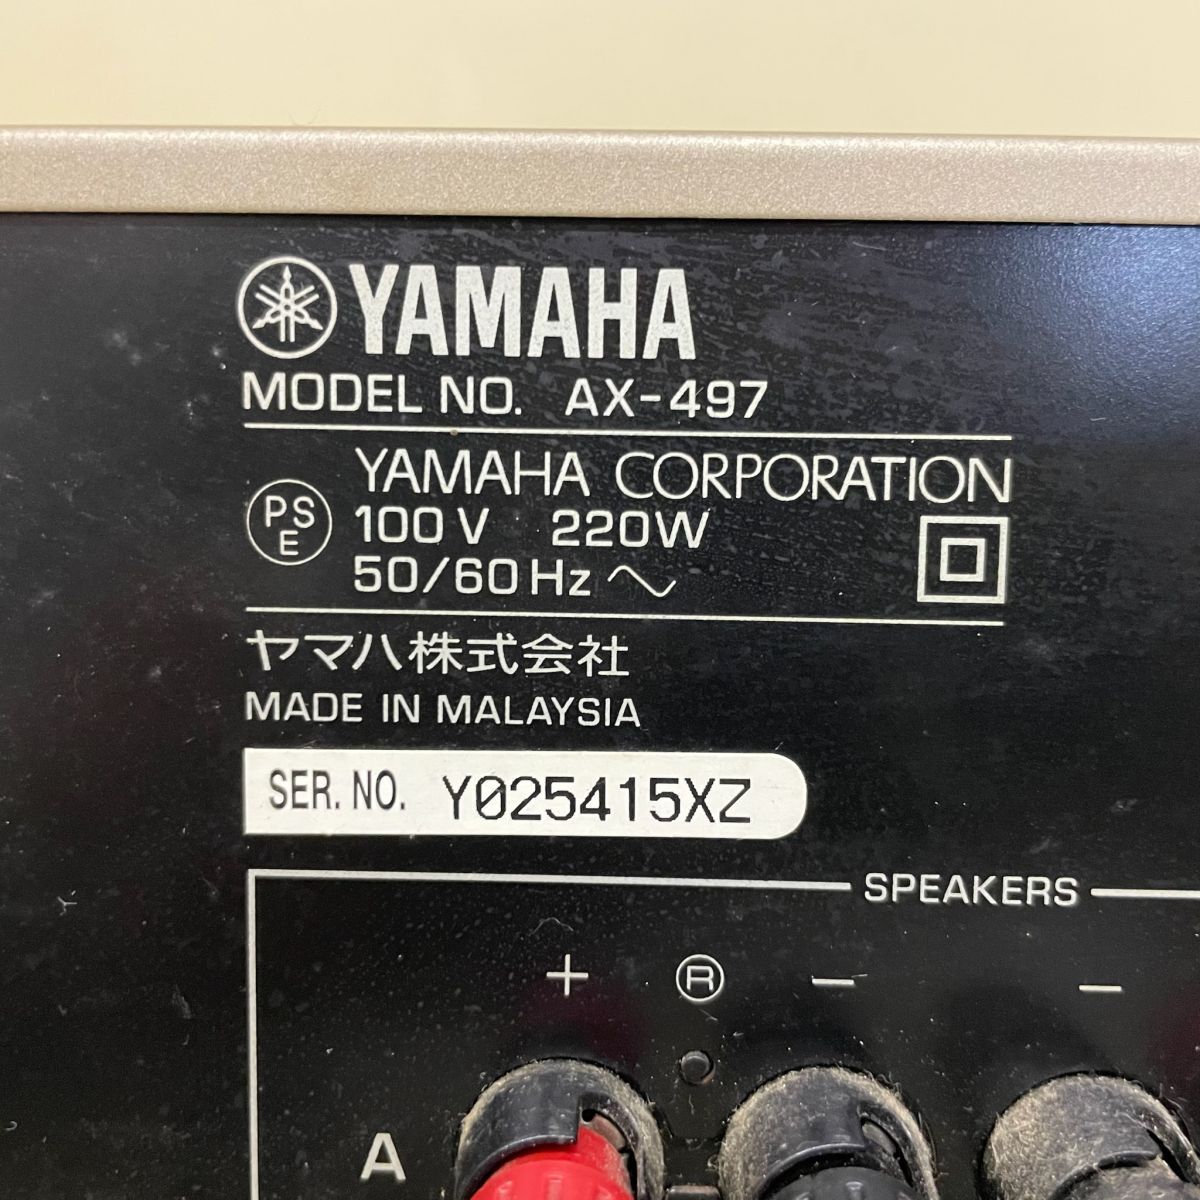 YAMAHA
MODEL NO. AX-497
YAMAHA CORPORATION
PSE 100 V 220W
50/60 Hz
ヤマハ株式会社
MADE IN MALAYSIA
SER. NO. Y025415XZ
SPEAKERS
+ R - -
A